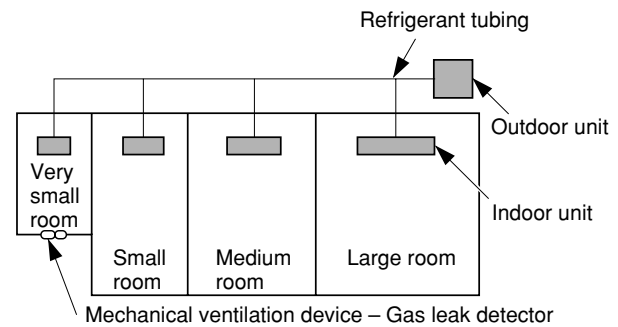 Refrigerant tubing
Outdoor unit
Very
small
room
Indoor unit
Small
room
Medium
room
Large room
Mechanical ventilation device – Gas leak detector